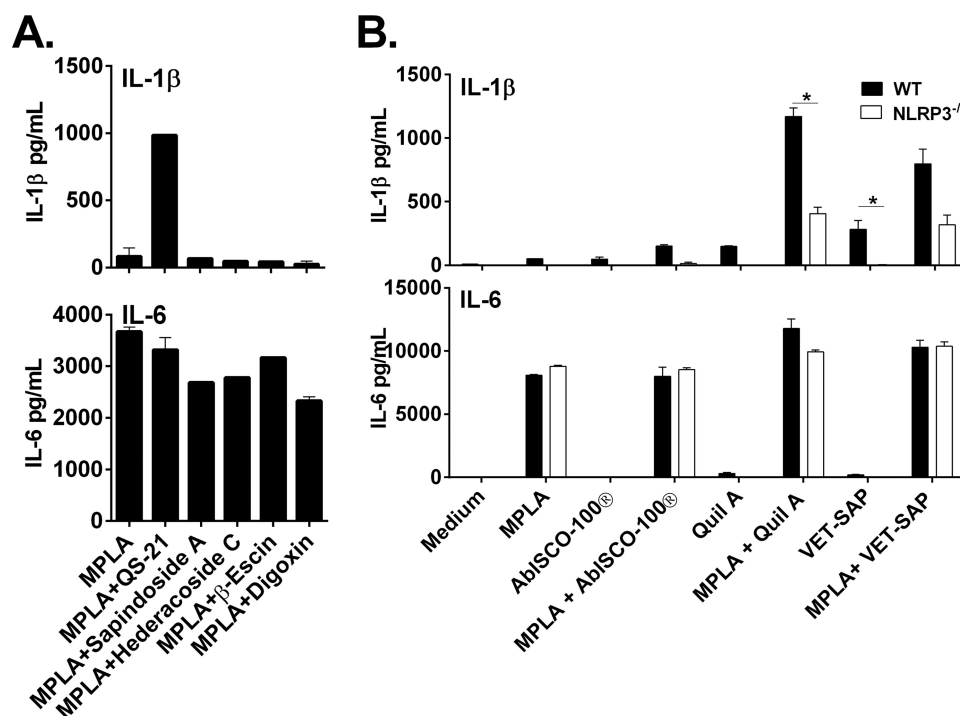 A.
IL-1β
IL-1β pg/mL
1500
1000
500
0
IL-6
IL-6 pg/mL
4000
3000
2000
1000
0
MPLA
MPLA+QS-21
MPLA+Sapindoside A
MPLA+Hederacoside C
MPLA+β-Escin
MPLA+Digoxin
B.
IL-1β
WT
NLRP3-/
IL-1β pg/mL
1500
1000
500
0
*
*
IL-6
IL-6 pg/mL
15000
10000
5000
0
Medium
MPLA
AbISCO-100®
MPLA + AbISCO-100®
Quil A
MPLA + Quil A
VET-SAP
MPLA+ VET-SAP